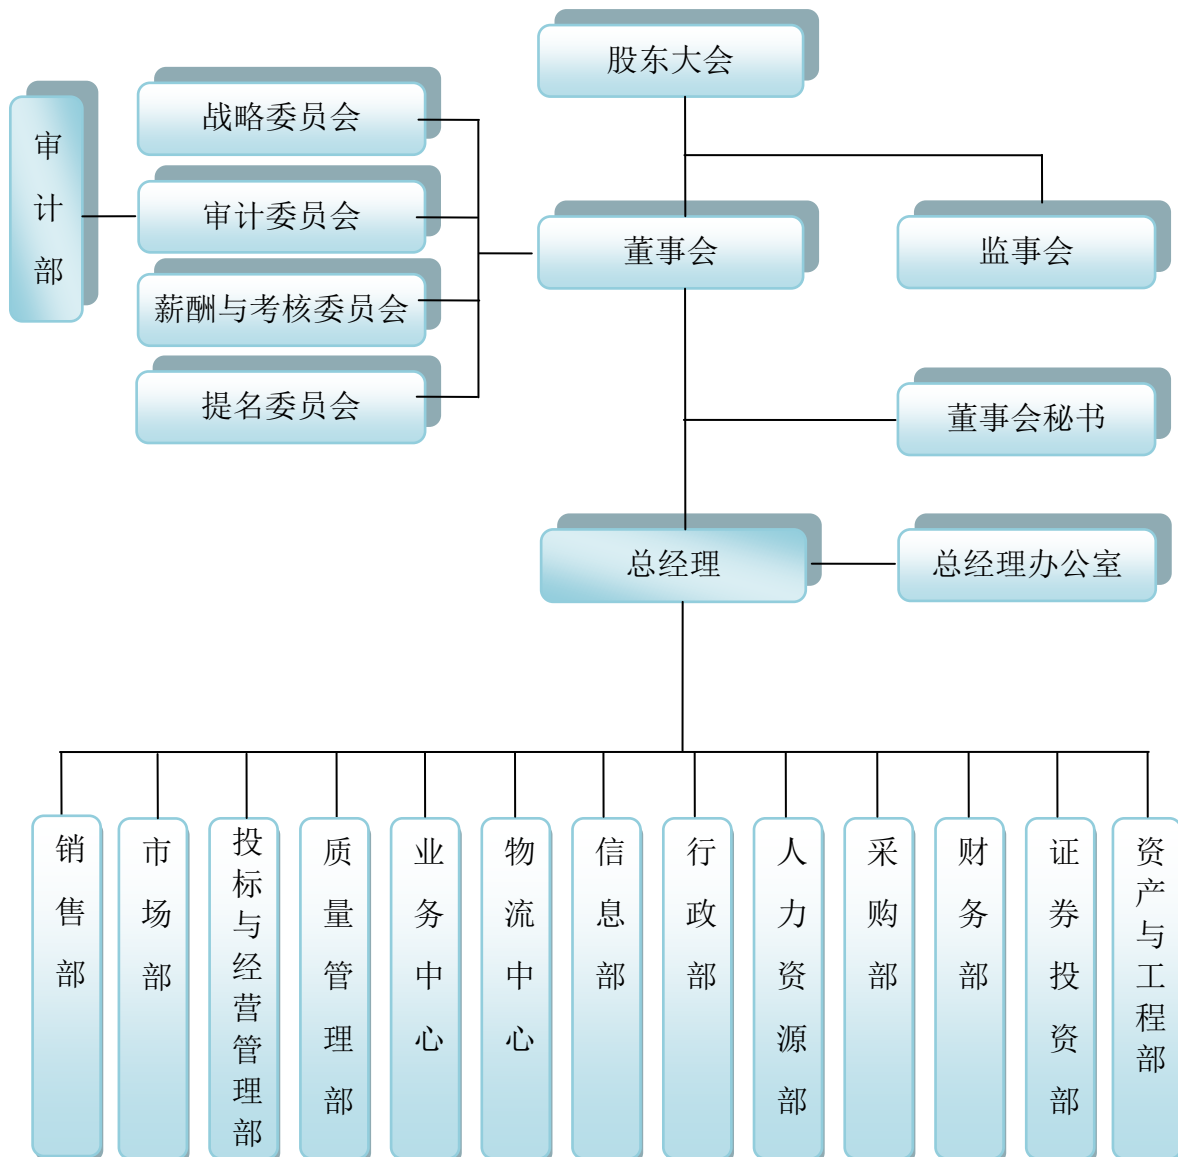 股东大会
战略委员会
审计部
审计委员会
董事会
监事会
薪酬与考核委员会
提名委员会
董事会秘书
总经理
总经理办公室
销售部
市场部
投标与经营管理部
质量管理部
业务中心
物流中心
信息部
行政部
人力资源部
采购部
财务部
证券投资部
资产与工程部